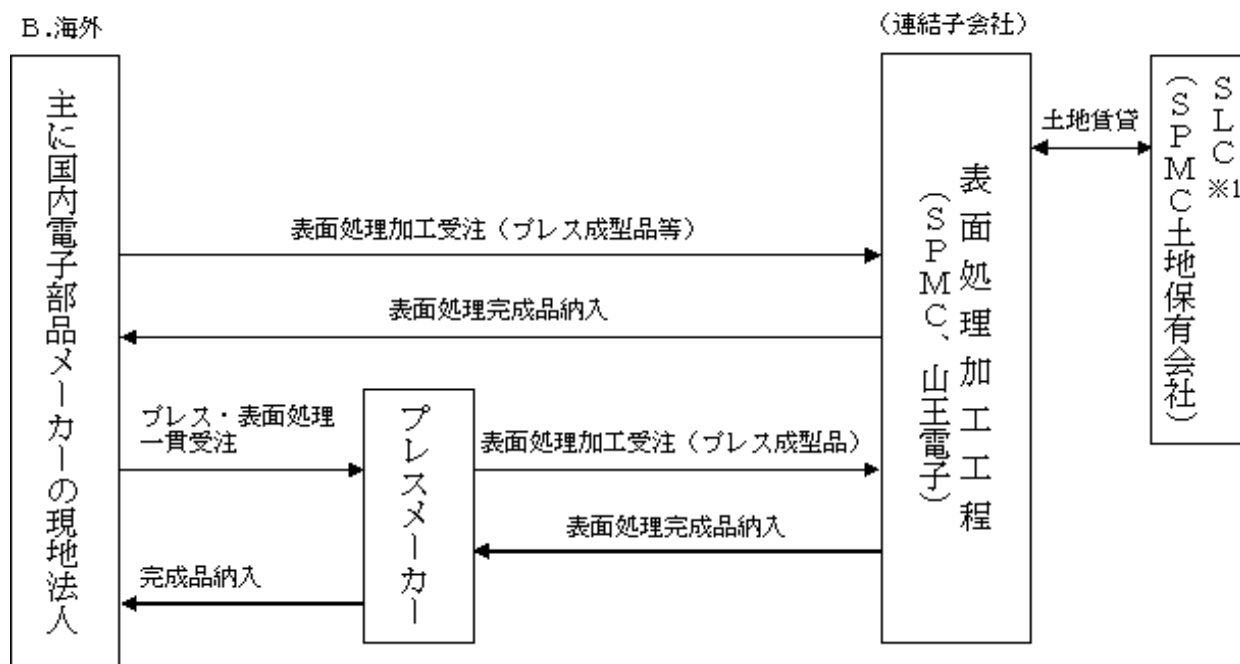 B.海外
(連結子会社)
主に国内電子部品メーカーの現地法人
表面処理加工受注(プレス成型品等)
表面処理完成品納入
プレス・表面処理
一貫受注
プレスメーカー
表面処理加工受注(プレス成型品)
表面処理完成品納入
完成品納入
表面処理加工工程
(SPMC、山王電子)
土地賃貸
SLC ※1
(SPMC土地保有会社)